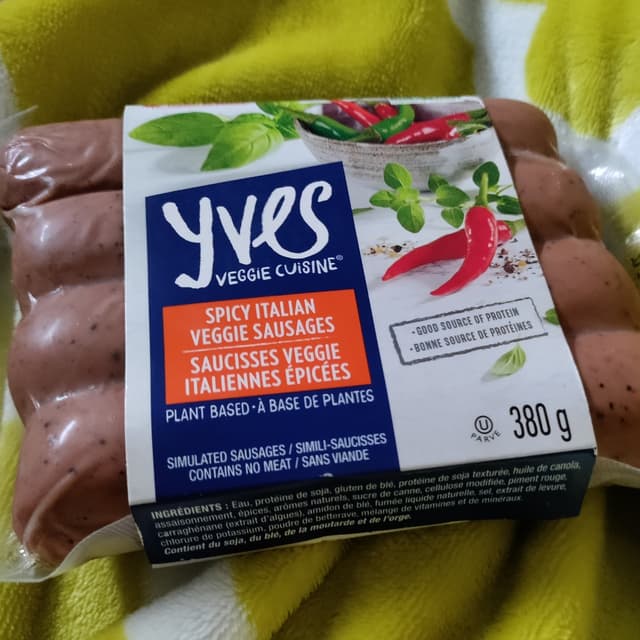 yves
VEGGIE CUISINE®
SPICY ITALIAN
VEGGIE SAUSAGES
SAUCISSES VEGGIE
ITALIENNES ÉPICÉES
PLANT BASED • À BASE DE PLANTES
SIMULATED SAUSAGES / SIMILI-SAUCISSES
CONTAINS NO MEAT / SANS VIANDE
• GOOD SOURCE OF PROTEIN
• BONNE SOURCE DE PROTÉINES
U
PARVE
380 g
INGRÉDIENTS : Eau, protéine de soja, gluten de blé, protéine de soja texturée, huile de canola,
assaisonnement et épices, arômes naturels, sucre de canne, cellulose modifiée, piment rouge,
carraghénane (extrait d'algues), amidon de blé, fumée liquide naturelle, sel, extrait de levure,
chlorure de potassium, poudre de betterave, mélange de vitamines et de minéraux
Contient du soja, du blé, de la moutarde et de l'orge.